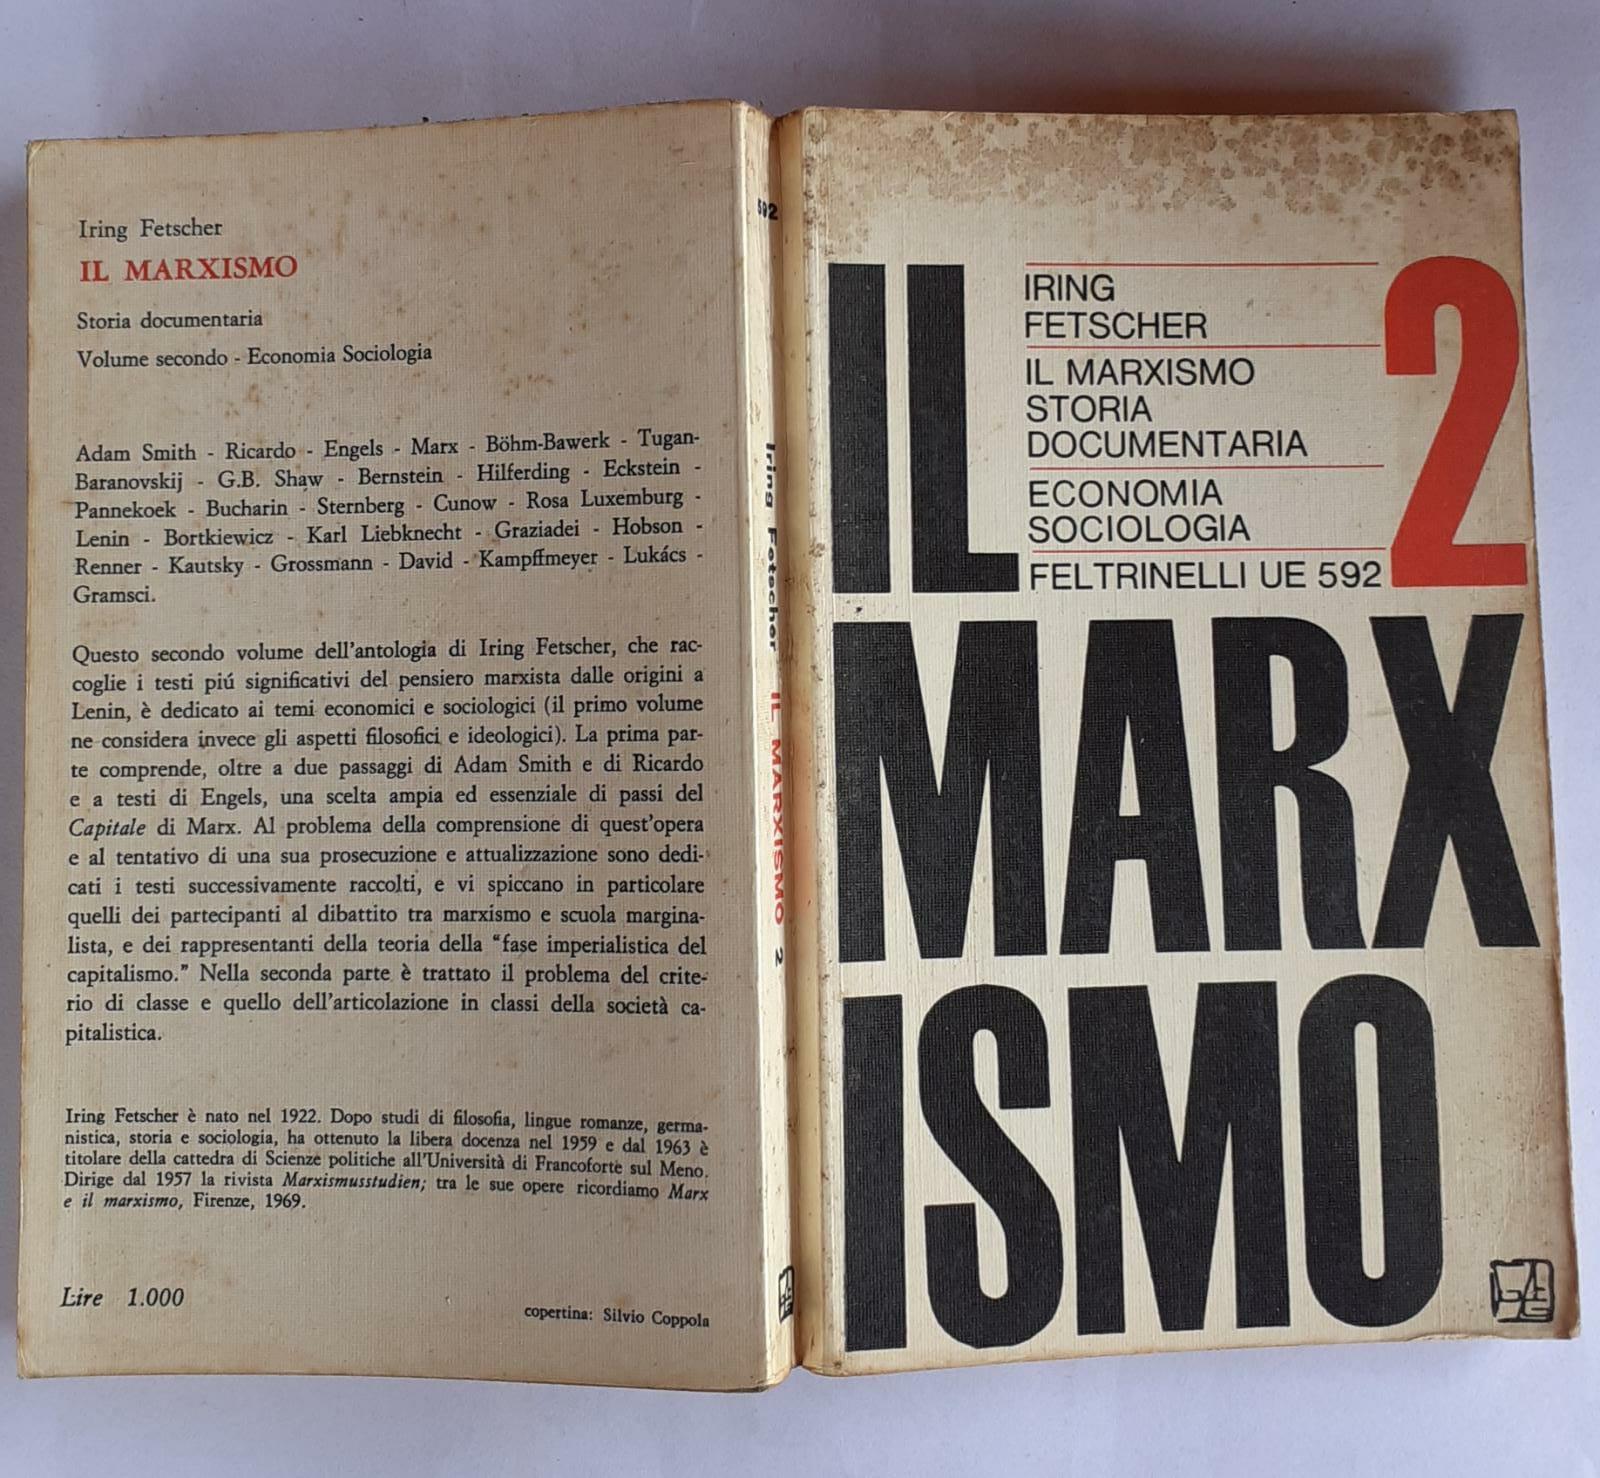 Iring Fetscher
IL MARXISMO
Storia documentaria
Volume secondo - Economia Sociologia
Adam Smith - Ricardo - Engels - Marx - Böhm-Bawerk - Tugan-
Baranovskij - G.B. Shaw - Bernstein - Hilferding - Eckstein -
Pannekoek - Bucharin - Sternberg - Cunow - Rosa Luxemburg -
Lenin - Bortkiewicz - Karl Liebknecht - Graziadei - Hobson -
Renner - Kautsky - Grossmann - David - Kampffmeyer - Lukács -
Gramsci.
Questo secondo volume dell'antologia di Iring Fetscher, che rac-
coglie i testi piú significativi del pensiero marxista dalle origini a
Lenin, è dedicato ai temi economici e sociologici (il primo volume
ne considera invece gli aspetti filosofici e ideologici). La prima par-
te comprende, oltre a due passaggi di Adam Smith e di Ricardo
e a testi di Engels, una scelta ampia ed essenziale di passi del
Capitale di Marx. Al problema della comprensione di quest'opera
e al tentativo di una sua prosecuzione e attualizzazione sono dedi-
cati i testi successivamente raccolti, e vi spiccano in particolare
quelli dei partecipanti al dibattito tra marxismo e scuola margina-
lista, e dei rappresentanti della teoria della "fase imperialistica del
capitalismo." Nella seconda parte è trattato il problema del crite-
rio di classe e quello dell'articolazione in classi della società ca-
pitalistica.
Iring Fetscher è nato nel 1922. Dopo studi di filosofia, lingue romanze, germa-
nistica, storia e sociologia, ha ottenuto la libera docenza nel 1959 e dal 1963 è
titolare della cattedra di Scienze politiche all'Università di Francoforte sul Meno.
Dirige dal 1957 la rivista Marxismusstudien; tra le sue opere ricordiamo Marx
e il marxismo, Firenze, 1969.
Lire 1.000
copertina: Silvio Coppola
592
Iring Fetscher IL MARXISMO 2
IL
IRING
FETSCHER
IL MARXISMO
STORIA
DOCUMENTARIA
ECONOMIA
SOCIOLOGIA
FELTRINELLI UE 592
2
MARX
ISMO